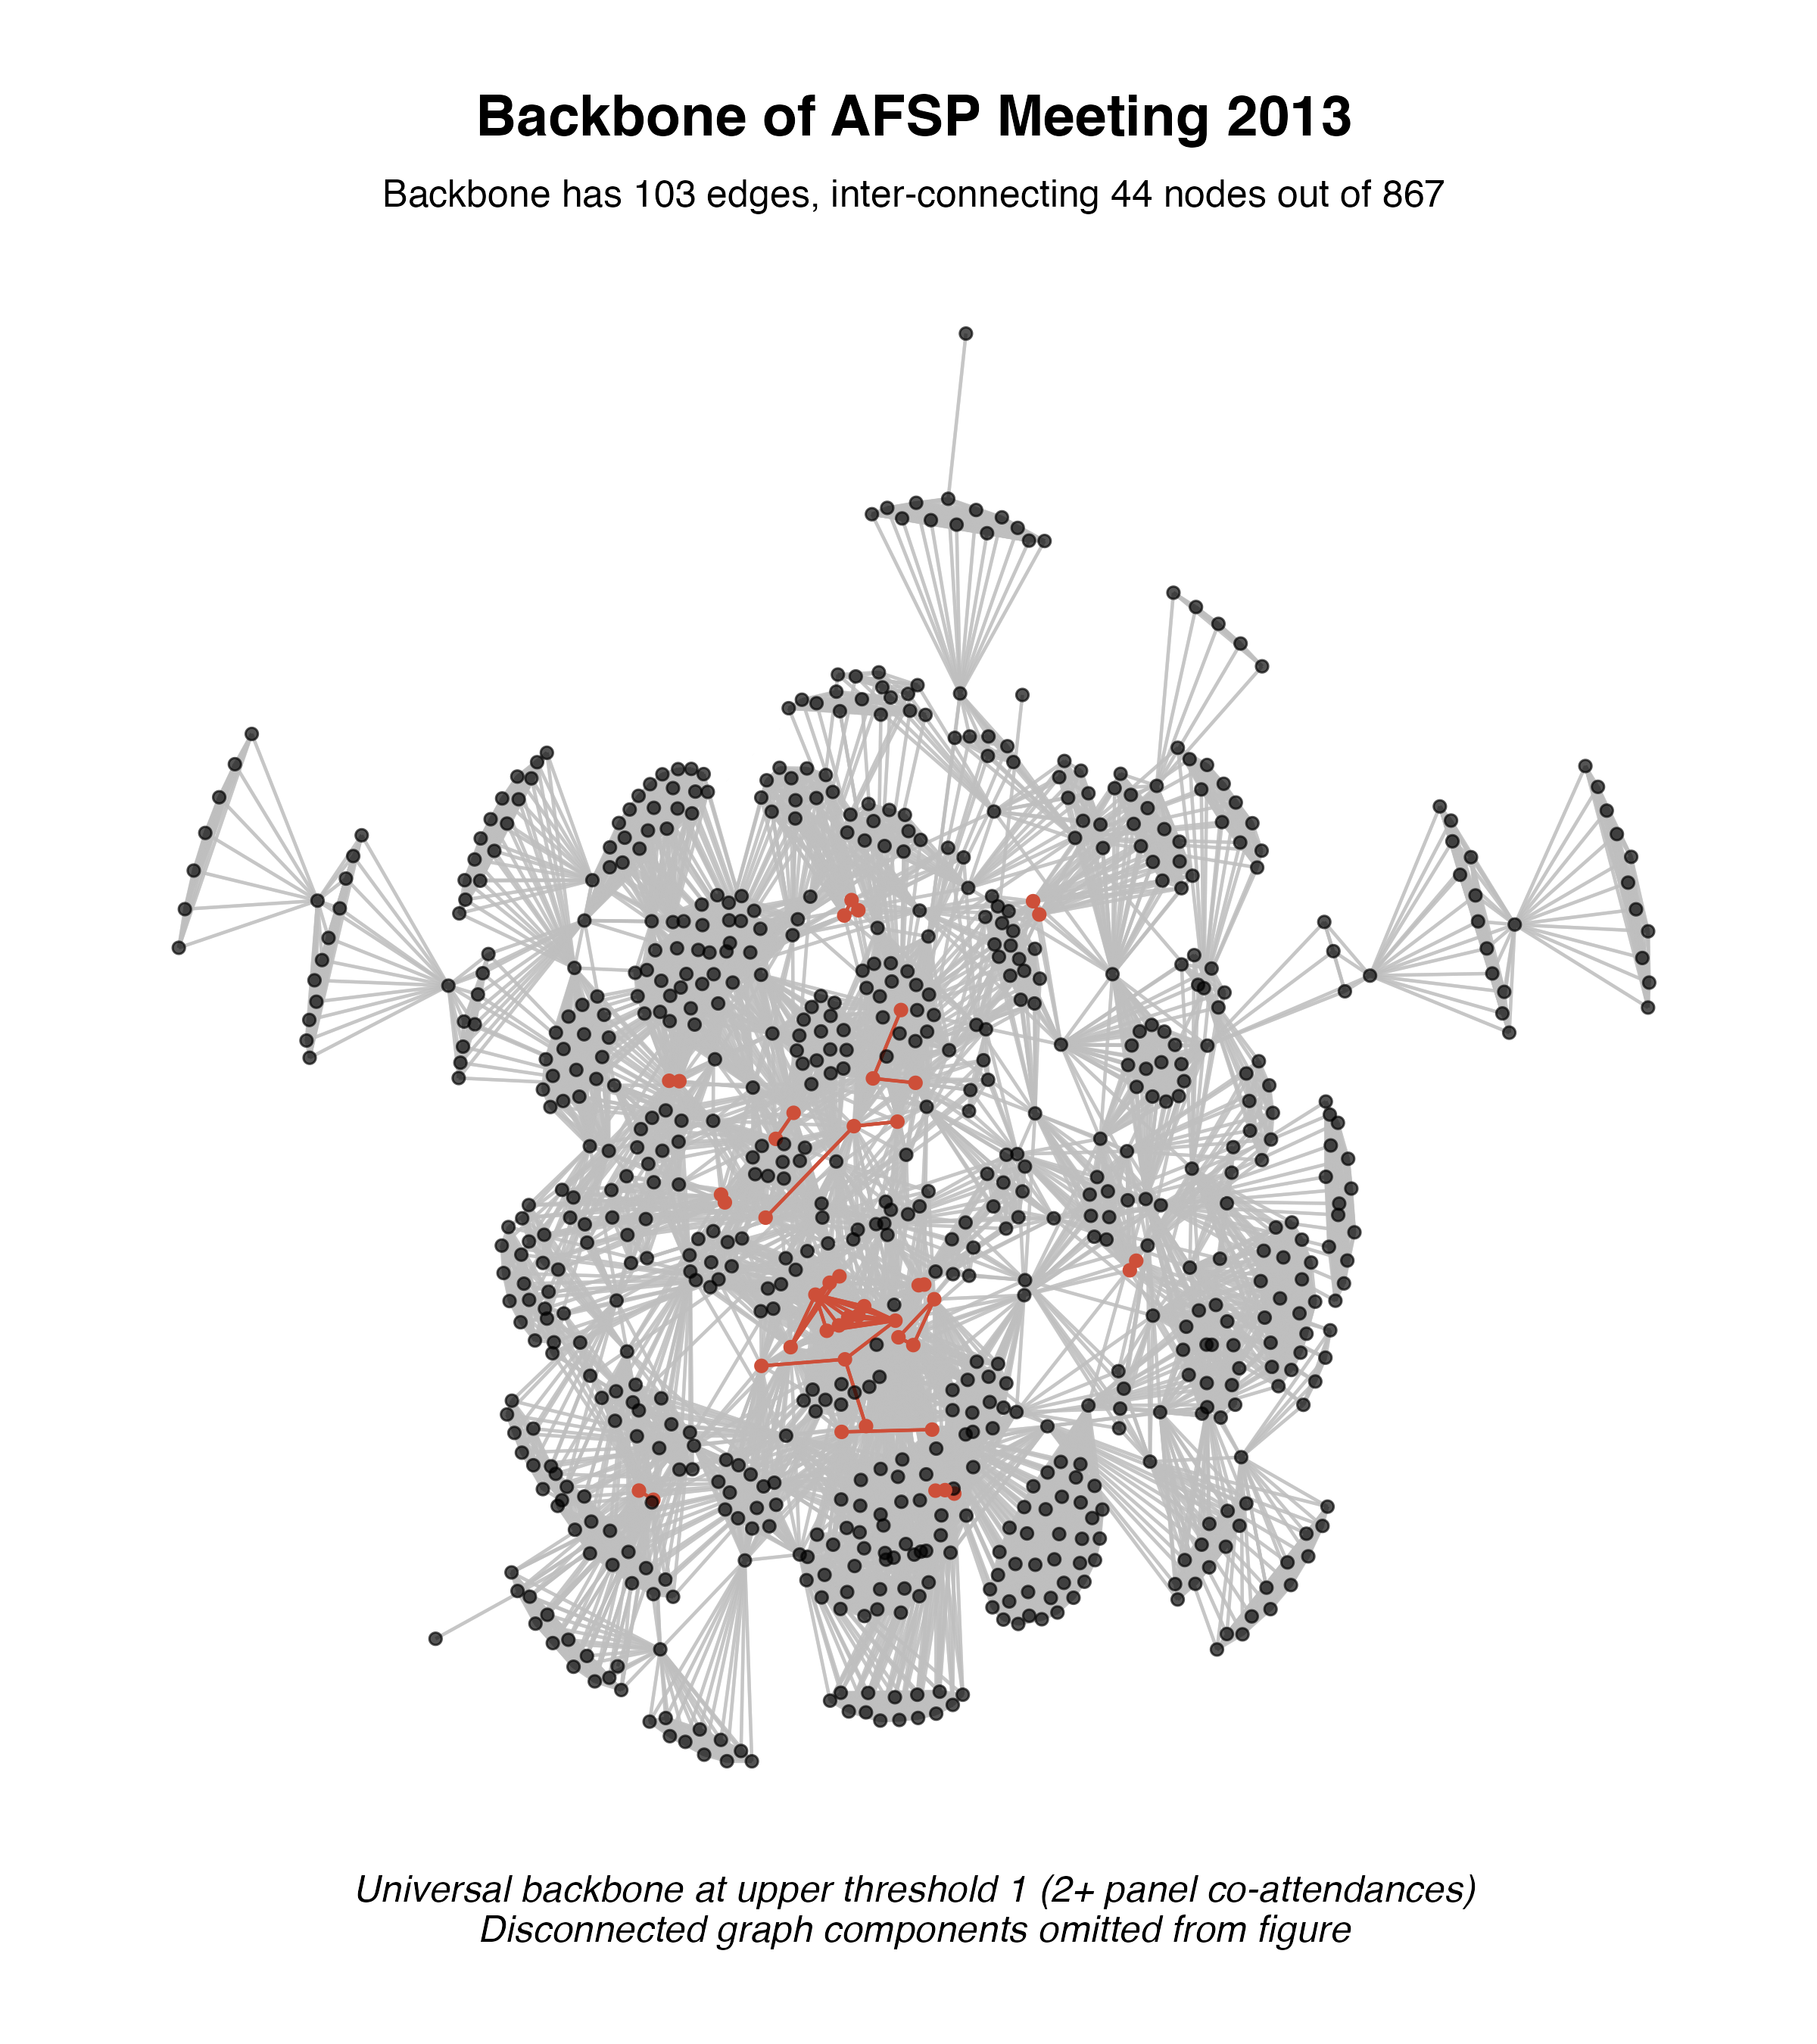 Backbone of AFSP Meeting 2013
Backbone has 103 edges, inter-connecting 44 nodes out of 867
Universal backbone at upper threshold 1 (2+ panel co-attendances)
Disconnected graph components omitted from figure